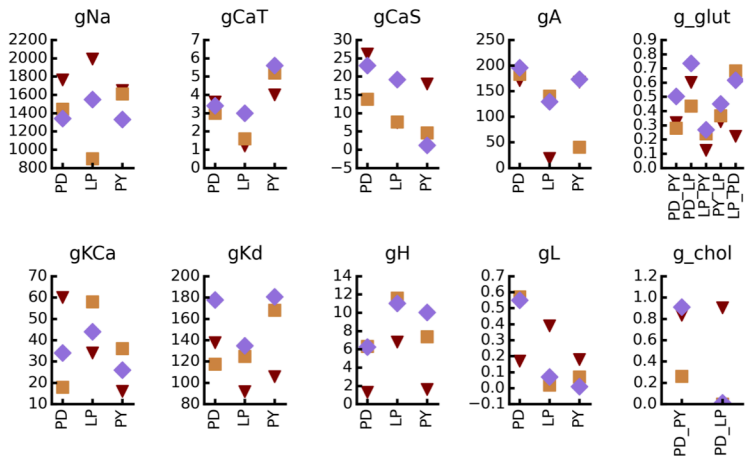 gNa
2200
2000
1800
1600
1400
1200
1000
800
PD
LP
PY
gCaT
7
6
5
4
3
2
1
0
PD
LP
PY
gCaS
30
25
20
15
10
5
0
−5
PD
LP
PY
gA
250
200
150
100
50
0
PD
LP
PY
g_glut
0.9
0.8
0.7
0.6
0.5
0.4
0.3
0.2
0.1
0.0
PD_PY
PD_LP
LP_PY
PY_LP
LP_PD
gKCa
70
60
50
40
30
20
10
PD
LP
PY
gKd
200
180
160
140
120
100
80
PD
LP
PY
gH
14
12
10
8
6
4
2
0
PD
LP
PY
gL
0.7
0.6
0.5
0.4
0.3
0.2
0.1
0.0
−0.1
PD
LP
PY
g_chol
1.2
1.0
0.8
0.6
0.4
0.2
0.0
PD_PY
PD_LP